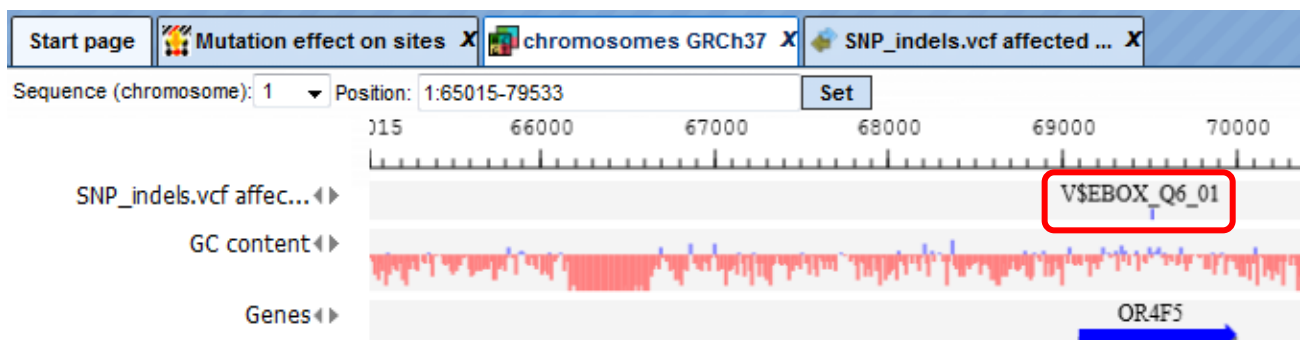 Start page Mutation effect on sites X chromosomes GRCh37 X SNP_indels.vcf affected ... X
Sequence (chromosome): 1 Position: 1:65015-79533 Set
015 66000 67000 68000 69000 70000
SNP_indels.vcf affec... V$EBOX_Q6_01
GC content
Genes OR4F5